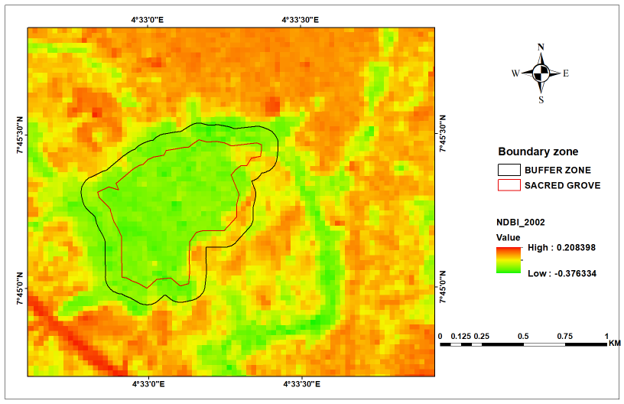 4°33'0"E 4°33'30"E
N
W E
S
7°45'30"N 7°45'30"N
Boundary zone
BUFFER ZONE
SACRED GROVE
NDBI_2002
Value
High : 0.208398
Low : -0.376334
7°45'0"N 7°45'0"N
0 0.125 0.25 0.5 0.75 1
KM
4°33'0"E 4°33'30"E